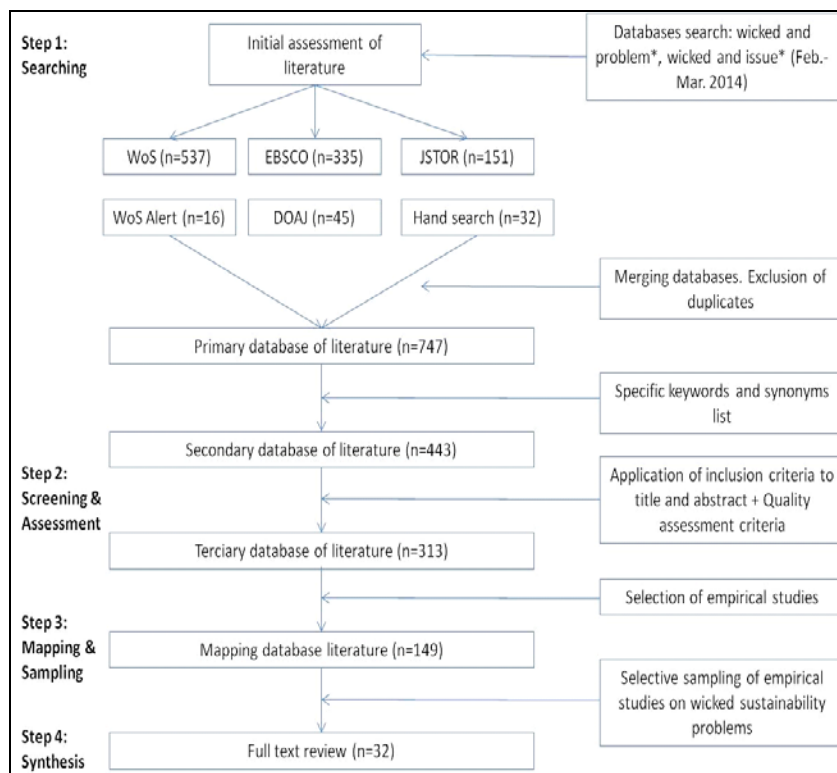 Step 1:
Searching
Initial assessment of
literature
Databases search: wicked and
problem*, wicked and issue* (Feb.-
Mar. 2014)
WoS (n=537)
EBSCO (n=335)
JSTOR (n=151)
WoS Alert (n=16)
DOAJ (n=45)
Hand search (n=32)
Merging databases. Exclusion of
duplicates
Primary database of literature (n=747)
Specific keywords and synonyms
list
Secondary database of literature (n=443)
Step 2:
Screening &
Assessment
Application of inclusion criteria to
title and abstract + Quality
assessment criteria
Terciary database of literature (n=313)
Selection of empirical studies
Step 3:
Mapping &
Sampling
Mapping database literature (n=149)
Selective sampling of empirical
studies on wicked sustainability
problems
Step 4:
Synthesis
Full text review (n=32)